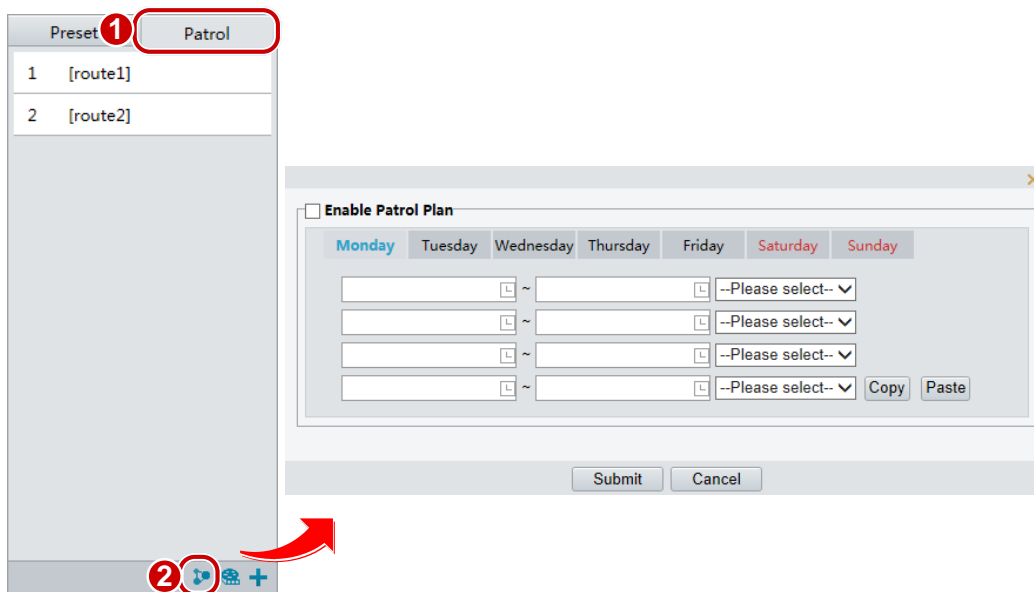 Preset
1
Patrol
1 [route1]
2 [route2]
Enable Patrol Plan
Monday Tuesday Wednesday Thursday Friday Saturday Sunday
~ --Please select--
~ --Please select--
~ --Please select--
~ --Please select-- Copy Paste
Submit Cancel
2